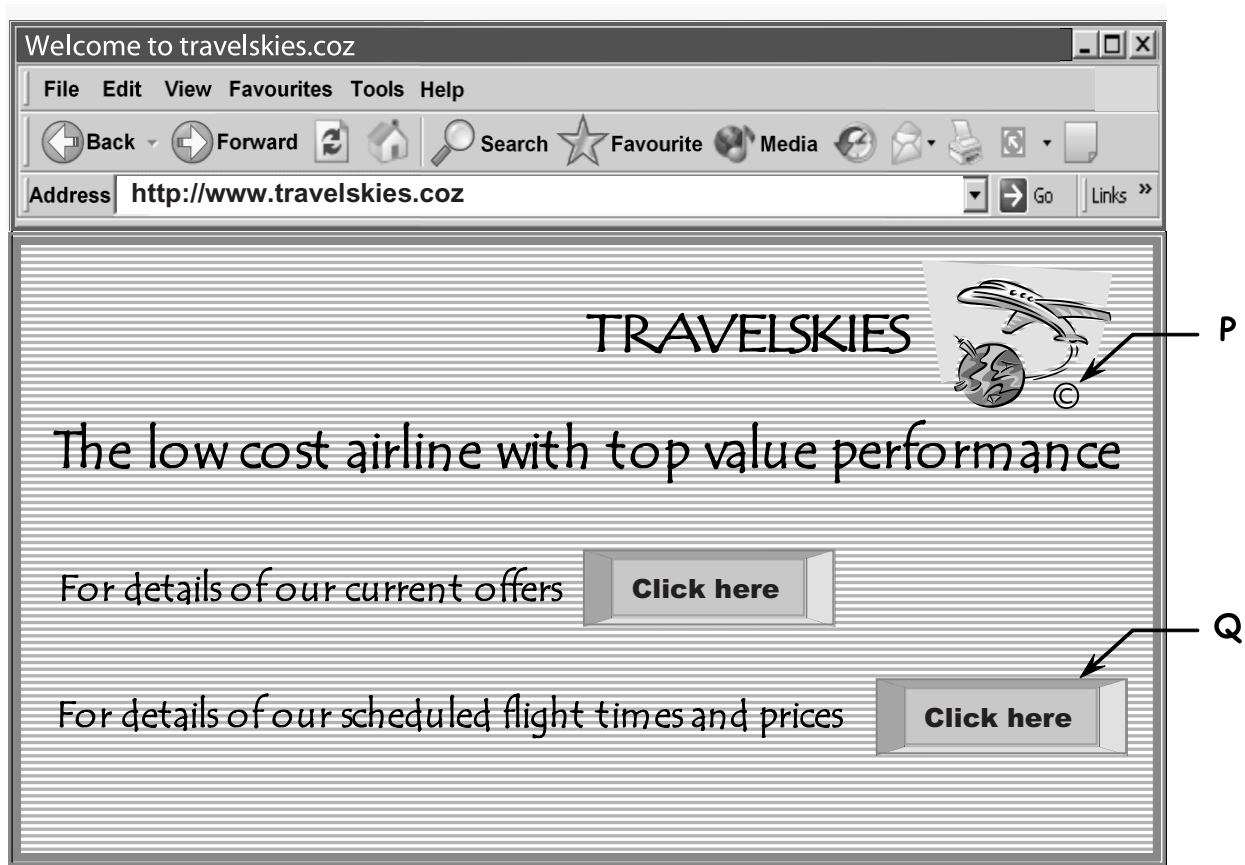 Welcome to travelskies.coz
File Edit View Favourites Tools Help
Back Forward Search Favourite Media
Address http://www.travelskies.coz Go Links »
TRAVELSKIES
©
P
The low cost airline with top value performance
For details of our current offers Click here
Q
For details of our scheduled flight times and prices Click here